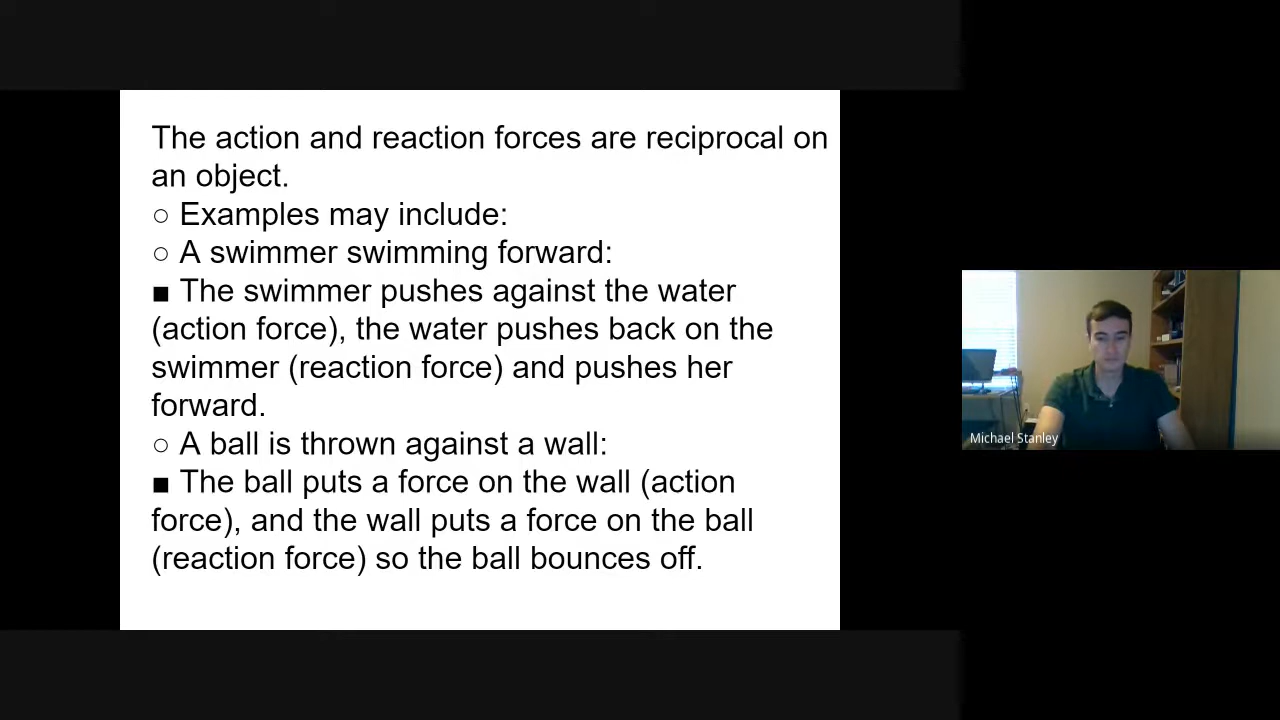 The action and reaction forces are reciprocal on
an object.
○ Examples may include:
○ A swimmer swimming forward:
■ The swimmer pushes against the water
(action force), the water pushes back on the
swimmer (reaction force) and pushes her
forward.
○ A ball is thrown against a wall:
■ The ball puts a force on the wall (action
force), and the wall puts a force on the ball
(reaction force) so the ball bounces off.
Michael Stanley